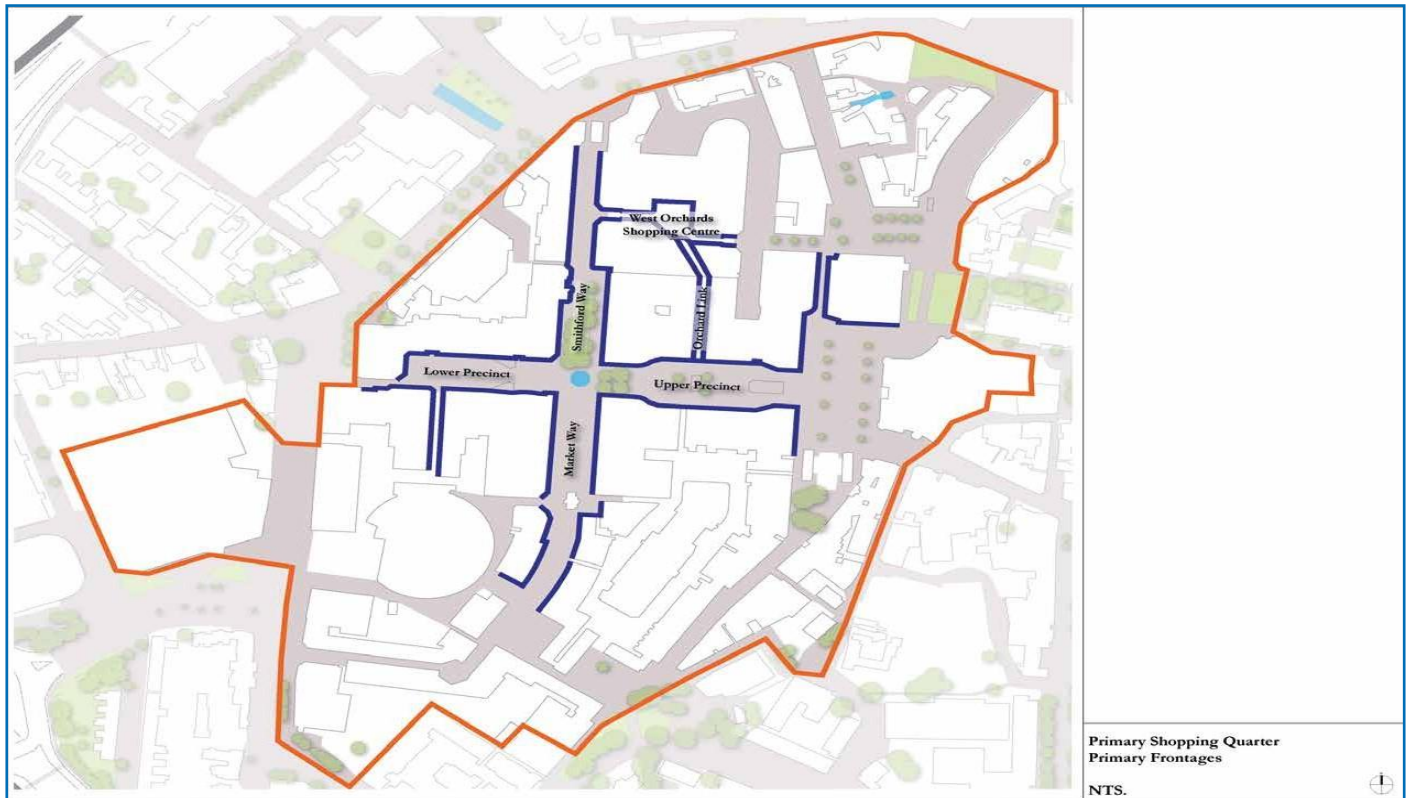 West Orchards
Shopping Centre
Smithford Way
Orchard Link
Lower Precinct
Upper Precinct
Market Way
Primary Shopping Quarter
Primary Frontages
NTS.